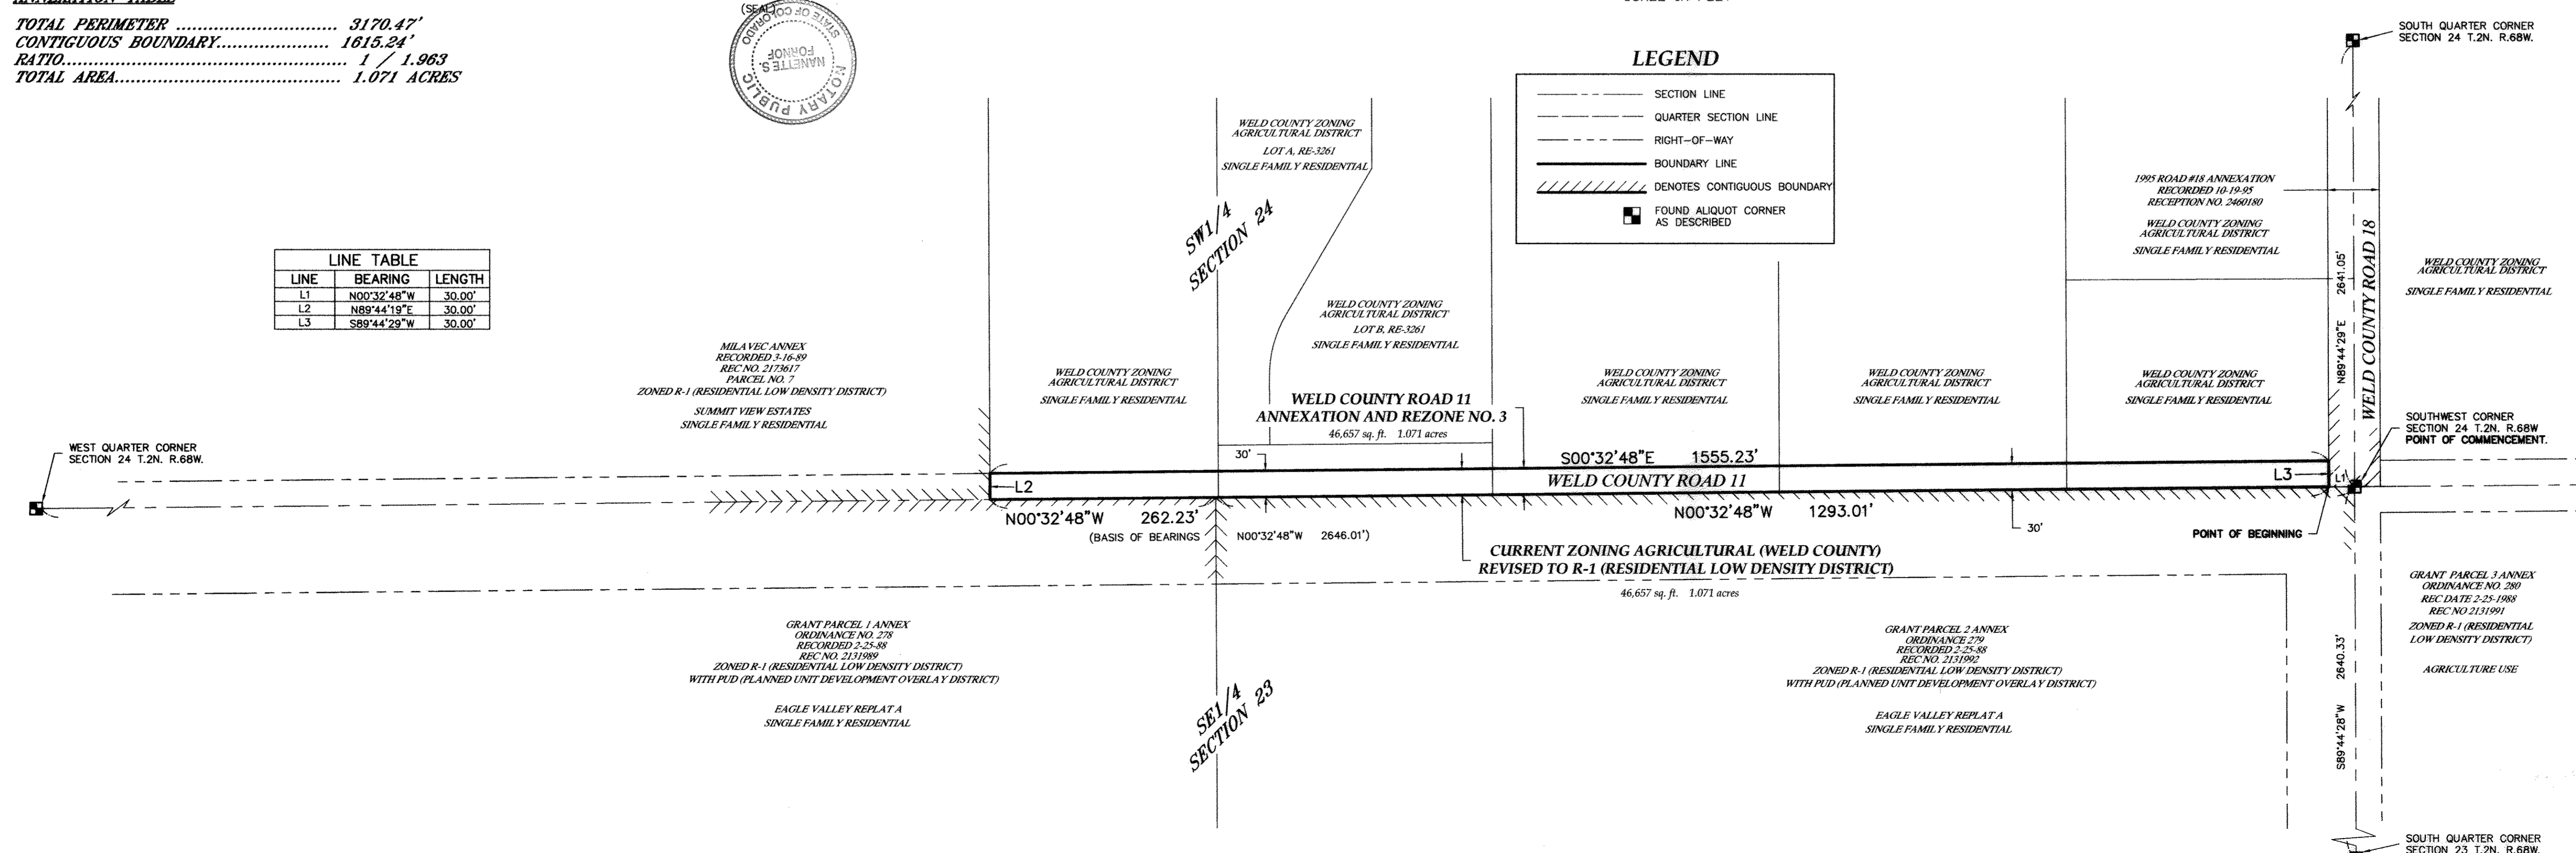 ANNEXATION TABLE
TOTAL PERIMETER ............................ 3170.47'
CONTIGUOUS BOUNDARY................... 1615.24'
RATIO................................................ 1 / 1.963
TOTAL AREA....................................... 1.071 ACRES
(SEAL)
NOTARY PUBLIC
STATE OF COLORADO
NANETTE S.
FORNOF
LEGEND
SECTION LINE
QUARTER SECTION LINE
RIGHT-OF-WAY
BOUNDARY LINE
DENOTES CONTIGUOUS BOUNDARY
FOUND ALIQUOT CORNER
AS DESCRIBED
SOUTH QUARTER CORNER
SECTION 24 T.2N. R.68W.
LINE TABLE
LINE BEARING LENGTH
L1 N00°32'48"W 30.00'
L2 N89°44'19"E 30.00'
L3 S89°44'29"W 30.00'
WELD COUNTY ZONING
AGRICULTURAL DISTRICT
LOT A, RE-3261
SINGLE FAMILY RESIDENTIAL
SW1/4
SECTION 24
WELD COUNTY ZONING
AGRICULTURAL DISTRICT
LOT B, RE-3261
SINGLE FAMILY RESIDENTIAL
1995 ROAD #18 ANNEXATION
RECORDED 10-19-95
RECEPTION NO. 2460180
WELD COUNTY ZONING
AGRICULTURAL DISTRICT
SINGLE FAMILY RESIDENTIAL
N89°44'29"E 2641.05'
WELD COUNTY ROAD 18
WELD COUNTY ZONING
AGRICULTURAL DISTRICT
SINGLE FAMILY RESIDENTIAL
MILAVEC ANNEX
RECORDED 3-16-89
REC NO. 2173617
PARCEL NO. 7
ZONED R-1 (RESIDENTIAL LOW DENSITY DISTRICT)
SUMMIT VIEW ESTATES
SINGLE FAMILY RESIDENTIAL
WELD COUNTY ZONING
AGRICULTURAL DISTRICT
SINGLE FAMILY RESIDENTIAL
WELD COUNTY ROAD 11
ANNEXATION AND REZONE NO. 3
46,657 sq. ft. 1.071 acres
WELD COUNTY ZONING
AGRICULTURAL DISTRICT
SINGLE FAMILY RESIDENTIAL
WELD COUNTY ZONING
AGRICULTURAL DISTRICT
SINGLE FAMILY RESIDENTIAL
WELD COUNTY ZONING
AGRICULTURAL DISTRICT
SINGLE FAMILY RESIDENTIAL
SOUTHWEST CORNER
SECTION 24 T.2N. R.68W
POINT OF COMMENCEMENT.
WEST QUARTER CORNER
SECTION 24 T.2N. R.68W.
30'
S00°32'48"E 1555.23'
L2
WELD COUNTY ROAD 11
L3
L1
N00°32'48"W 262.23'
N00°32'48"W 1293.01'
(BASIS OF BEARINGS N00°32'48"W 2646.01')
30'
POINT OF BEGINNING
CURRENT ZONING AGRICULTURAL (WELD COUNTY)
REVISED TO R-1 (RESIDENTIAL LOW DENSITY DISTRICT)
46,657 sq. ft. 1.071 acres
GRANT PARCEL 1 ANNEX
ORDINANCE NO. 278
RECORDED 2-25-88
REC NO. 2131989
ZONED R-1 (RESIDENTIAL LOW DENSITY DISTRICT)
WITH PUD (PLANNED UNIT DEVELOPMENT OVERLAY DISTRICT)
EAGLE VALLEY REPLAT A
SINGLE FAMILY RESIDENTIAL
SE1/4
SECTION 23
GRANT PARCEL 2 ANNEX
ORDINANCE 279
RECORDED 2-25-88
REC NO. 2131992
ZONED R-1 (RESIDENTIAL LOW DENSITY DISTRICT)
WITH PUD (PLANNED UNIT DEVELOPMENT OVERLAY DISTRICT)
EAGLE VALLEY REPLAT A
SINGLE FAMILY RESIDENTIAL
S89°44'28"W 2640.33'
GRANT PARCEL 3 ANNEX
ORDINANCE NO. 280
REC DATE 2-25-1988
REC NO 2131991
ZONED R-1 (RESIDENTIAL
LOW DENSITY DISTRICT)
AGRICULTURE USE
SOUTH QUARTER CORNER
SECTION 23 T.2N. R.68W.